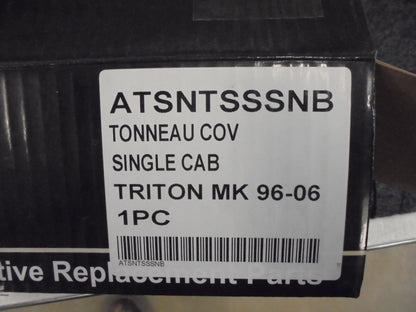 ATSNTSSSNB
TONNEAU COV
SINGLE CAB
TRITON MK 96-06
1PC
ATSNTSSSNB
tive Replacement Parts